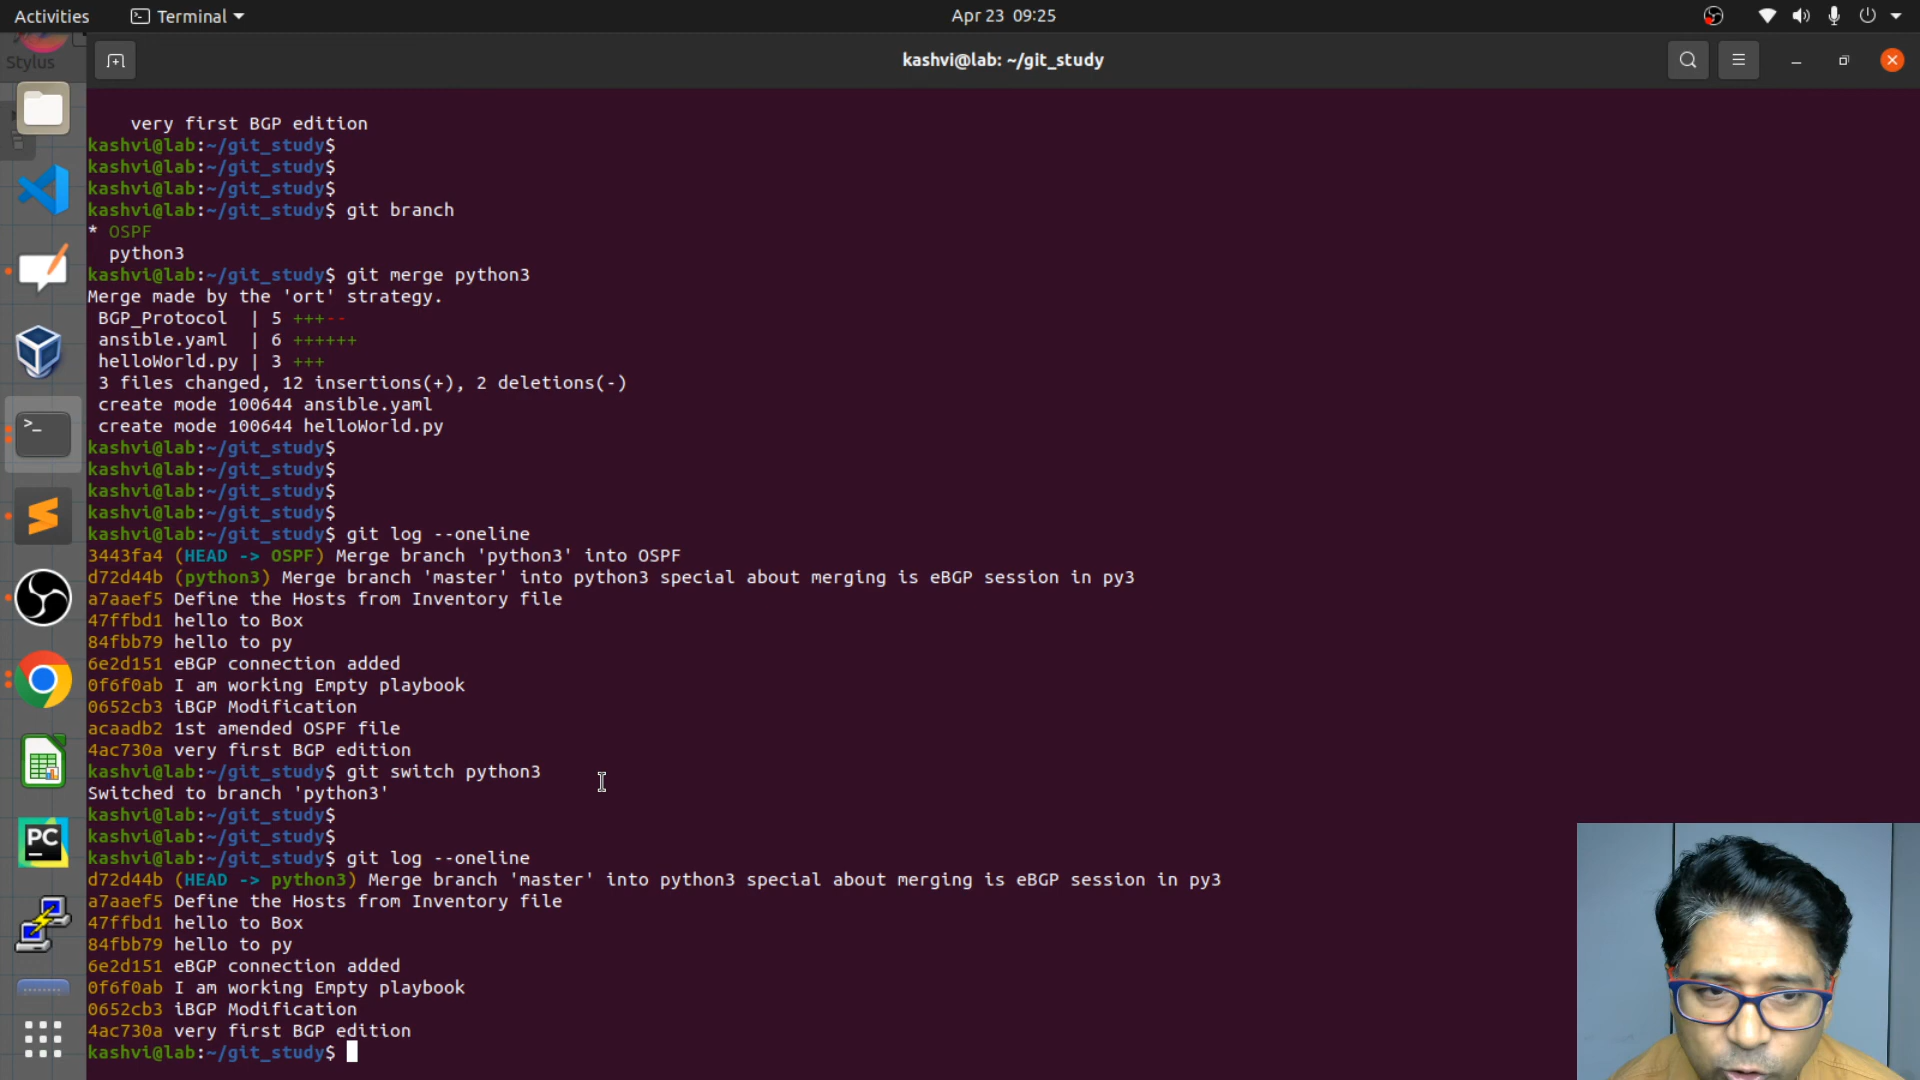 Activities
Terminal
Apr 23 09:25
Stylus
kashvi@lab: ~/git_study
very first BGP edition
kashvi@lab:~/git_study$
kashvi@lab:~/git_study$
kashvi@lab:~/git_study$
kashvi@lab:~/git_study$ git branch
* OSPF
python3
kashvi@lab:~/git_study$ git merge python3
Merge made by the 'ort' strategy.
BGP_Protocol | 5 +++--
ansible.yaml | 6 ++++++
helloWorld.py | 3 +++
3 files changed, 12 insertions(+), 2 deletions(-)
create mode 100644 ansible.yaml
create mode 100644 helloWorld.py
kashvi@lab:~/git_study$
kashvi@lab:~/git_study$
kashvi@lab:~/git_study$
kashvi@lab:~/git_study$
kashvi@lab:~/git_study$ git log --oneline
3443fa4 (HEAD -> OSPF) Merge branch 'python3' into OSPF
d72d44b (python3) Merge branch 'master' into python3 special about merging is eBGP session in py3
a7aaef5 Define the Hosts from Inventory file
47ffbd1 hello to Box
84fbb79 hello to py
6e2d151 eBGP connection added
0f6f0ab I am working Empty playbook
0652cb3 iBGP Modification
acaadb2 1st amended OSPF file
4ac730a very first BGP edition
kashvi@lab:~/git_study$ git switch python3
Switched to branch 'python3'
kashvi@lab:~/git_study$
kashvi@lab:~/git_study$
kashvi@lab:~/git_study$ git log --oneline
d72d44b (HEAD -> python3) Merge branch 'master' into python3 special about merging is eBGP session in py3
a7aaef5 Define the Hosts from Inventory file
47ffbd1 hello to Box
84fbb79 hello to py
6e2d151 eBGP connection added
0f6f0ab I am working Empty playbook
0652cb3 iBGP Modification
4ac730a very first BGP edition
kashvi@lab:~/git_study$
PC